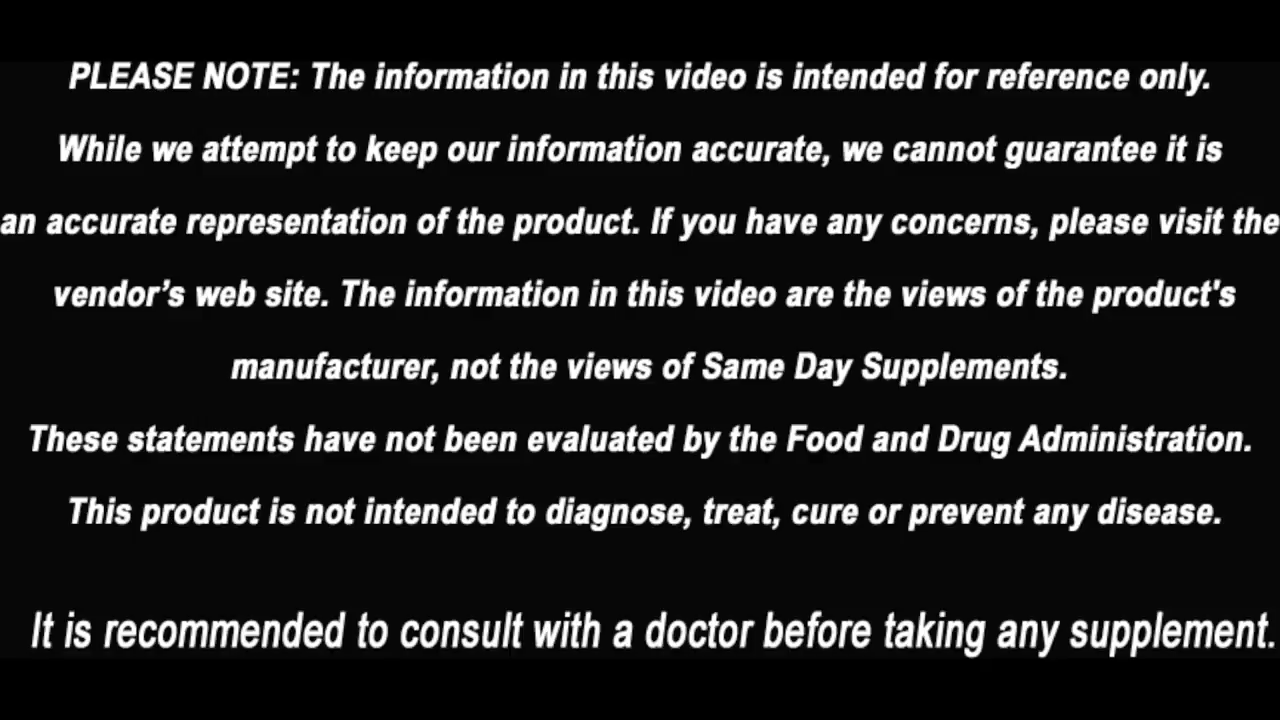 PLEASE NOTE: The information in this video is intended for reference only.
While we attempt to keep our information accurate, we cannot guarantee it is
an accurate representation of the product. If you have any concerns, please visit the
vendor’s web site. The information in this video are the views of the product's
manufacturer, not the views of Same Day Supplements.
These statements have not been evaluated by the Food and Drug Administration.
This product is not intended to diagnose, treat, cure or prevent any disease.
It is recommended to consult with a doctor before taking any supplement.